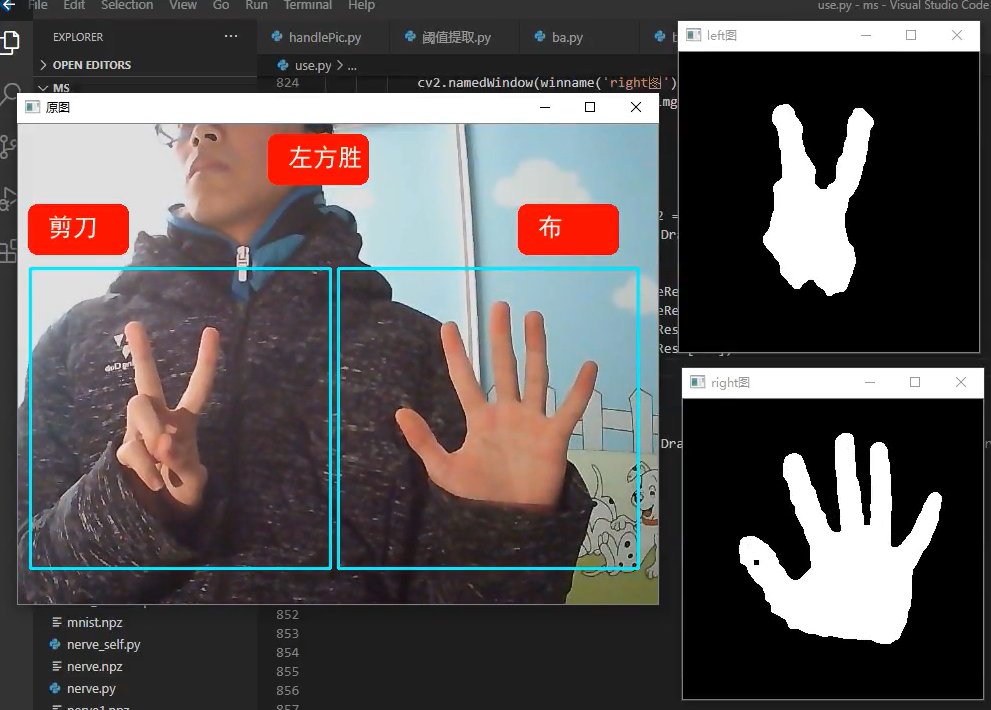 File Edit Selection View Go Run Terminal Help
use.py - ms - Visual Studio Code
EXPLORER ...
handlePic.py
阈值提取.py
ba.py
left图
OPEN EDITORS
use.py > ...
MS
824
cv2.namedWindow(winname('right图')
原图
左方胜
剪刀
布
right图
852
mnist.npz
853
nerve_self.py
854
nerve.npz
855
nerve.py
856
nerve1.npz
857